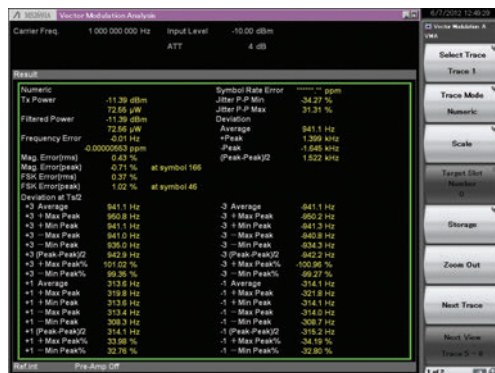 MS269xA Vector Modulation Analysis
6/7/2012 12:49:29
Carrier Freq. 1 000 000 000 Hz Input Level -10.00 dBm
ATT 4 dB
Result
Numeric Symbol Rate Error -------.-- ppm
Tx Power -11.39 dBm Jitter P-P Min -34.27 %
72.55 µW Jitter P-P Max 31.31 %
Filtered Power -11.39 dBm Deviation
72.56 µW Average 941.1 Hz
Frequency Error -0.01 Hz +Peak 1.399 kHz
-0.00000553 ppm -Peak -1.645 kHz
Mag. Error(rms) 0.43 % (Peak-Peak)/2 1.522 kHz
Mag. Error(peak) -0.71 % at symbol 166
FSK Error(rms) 0.37 %
FSK Error(peak) 1.02 % at symbol 46
Deviation at Ts/2
+3 Average 941.1 Hz -3 Average -941.1 Hz
+3 + Max Peak 950.8 Hz -3 + Max Peak -950.2 Hz
+3 + Min Peak 941.1 Hz -3 + Min Peak -941.3 Hz
+3 − Max Peak 941.0 Hz -3 − Max Peak -940.8 Hz
+3 − Min Peak 935.0 Hz -3 − Min Peak -934.3 Hz
+3 (Peak-Peak)/2 942.9 Hz -3 (Peak-Peak)/2 -942.2 Hz
+3 + Max Peak% 101.02 % -3 + Max Peak% -100.96 %
+3 − Min Peak% 99.35 % -3 − Min Peak% -99.27 %
+1 Average 313.6 Hz -1 Average -314.1 Hz
+1 + Max Peak 319.8 Hz -1 + Max Peak -321.8 Hz
+1 + Min Peak 313.6 Hz -1 + Min Peak -314.1 Hz
+1 − Max Peak 313.4 Hz -1 − Max Peak -314.0 Hz
+1 − Min Peak 308.3 Hz -1 − Min Peak -308.7 Hz
+1 (Peak-Peak)/2 314.1 Hz -1 (Peak-Peak)/2 -315.2 Hz
+1 + Max Peak% 33.98 % -1 + Max Peak% -34.19 %
+1 − Min Peak% 32.76 % -1 − Min Peak% -32.80 %
Ref.Int Pre-Amp Off
Vector Modulation A
VMA
Select Trace
Trace 1
Trace Mode
Numeric
Scale
Target Slot
Number
0
Storage
Zoom Out
Next Trace
Next View
Trace 5 - 8
1 of 2